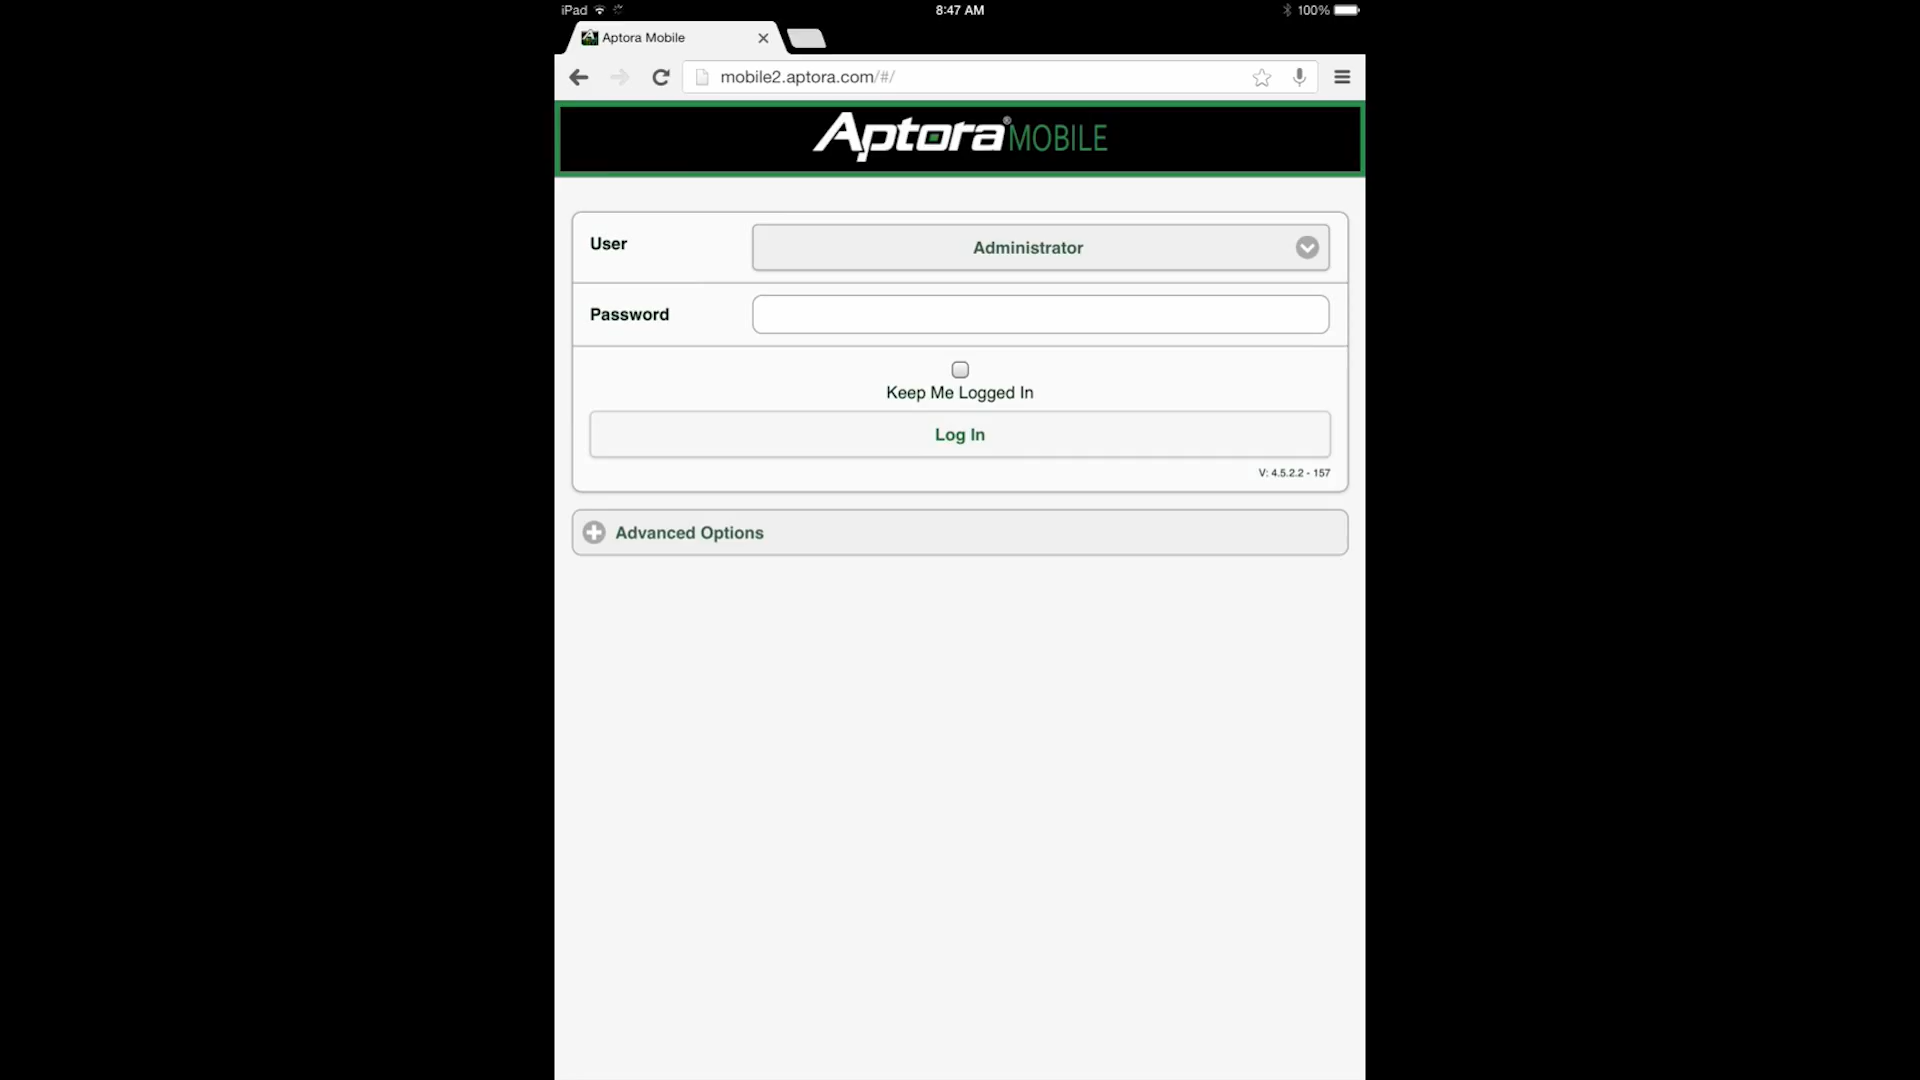 iPad 8:47 AM 100%
Aptora Mobile
mobile2.aptora.com/#/
Aptora® MOBILE
User Administrator
Password
Keep Me Logged In
Log In
V: 4.5.2.2 - 157
Advanced Options